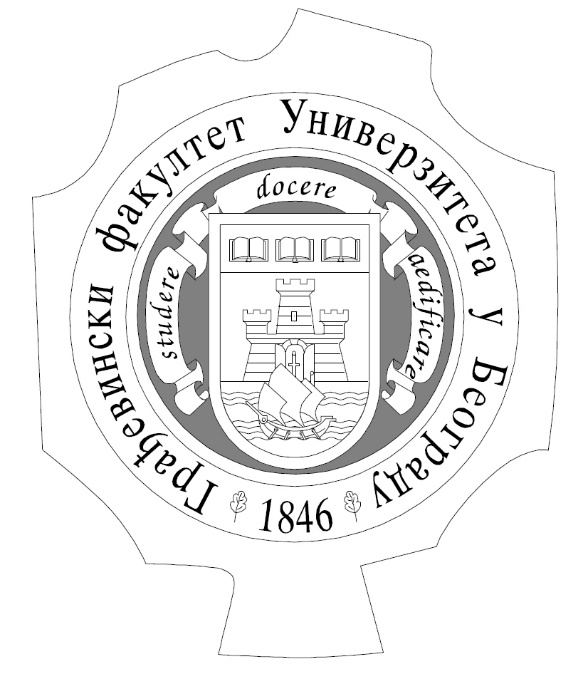 Грађевински факултет Универзитета у Београду
1846
studere
docere
aedificare